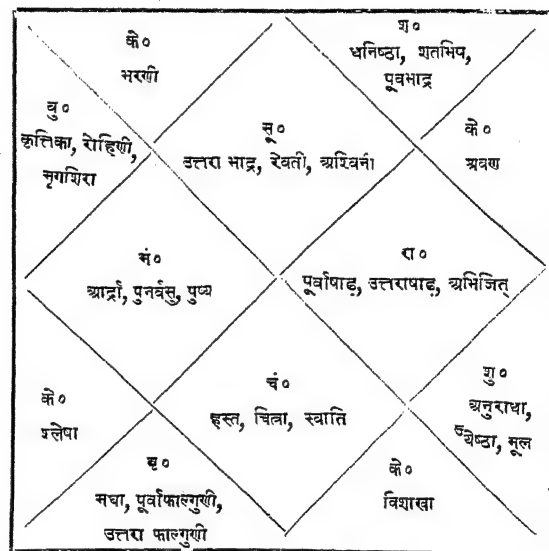 के०
भरणी
श०
धनिष्ठा, शतभिप,
पूवभाद्र
बु०
कृत्तिका, रोहिणी,
मृगशिरा
सू०
उत्तरा भाद्र, रेवती, अश्विनी
के०
श्रवण
मं०
आर्द्रा, पुनर्वसु, पुष्य
रा०
पूर्वाषाढ़, उत्तराषाढ़, अभिजित्
के०
श्लेषा
चं०
हस्त, चित्रा, स्वाति
शु०
अनुराधा,
ज्येष्ठा, मूल
बृ०
मघा, पूर्वाफाल्गुणी,
उत्तरा फाल्गुणी
के०
विशाखा